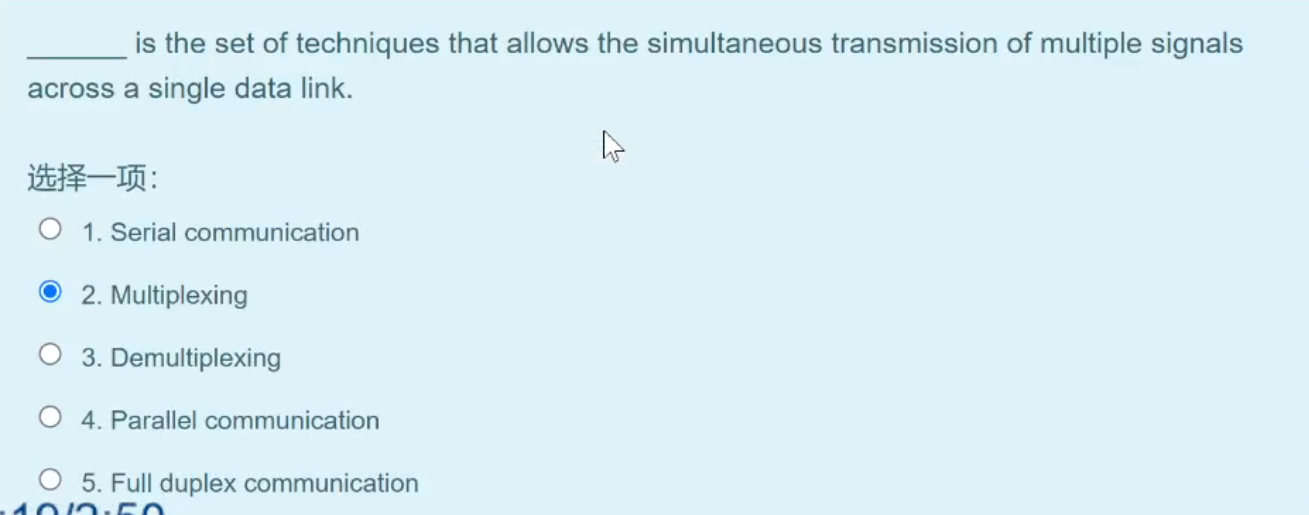 _______ is the set of techniques that allows the simultaneous transmission of multiple signals
across a single data link.
选择一项:
1. Serial communication
2. Multiplexing
3. Demultiplexing
4. Parallel communication
5. Full duplex communication